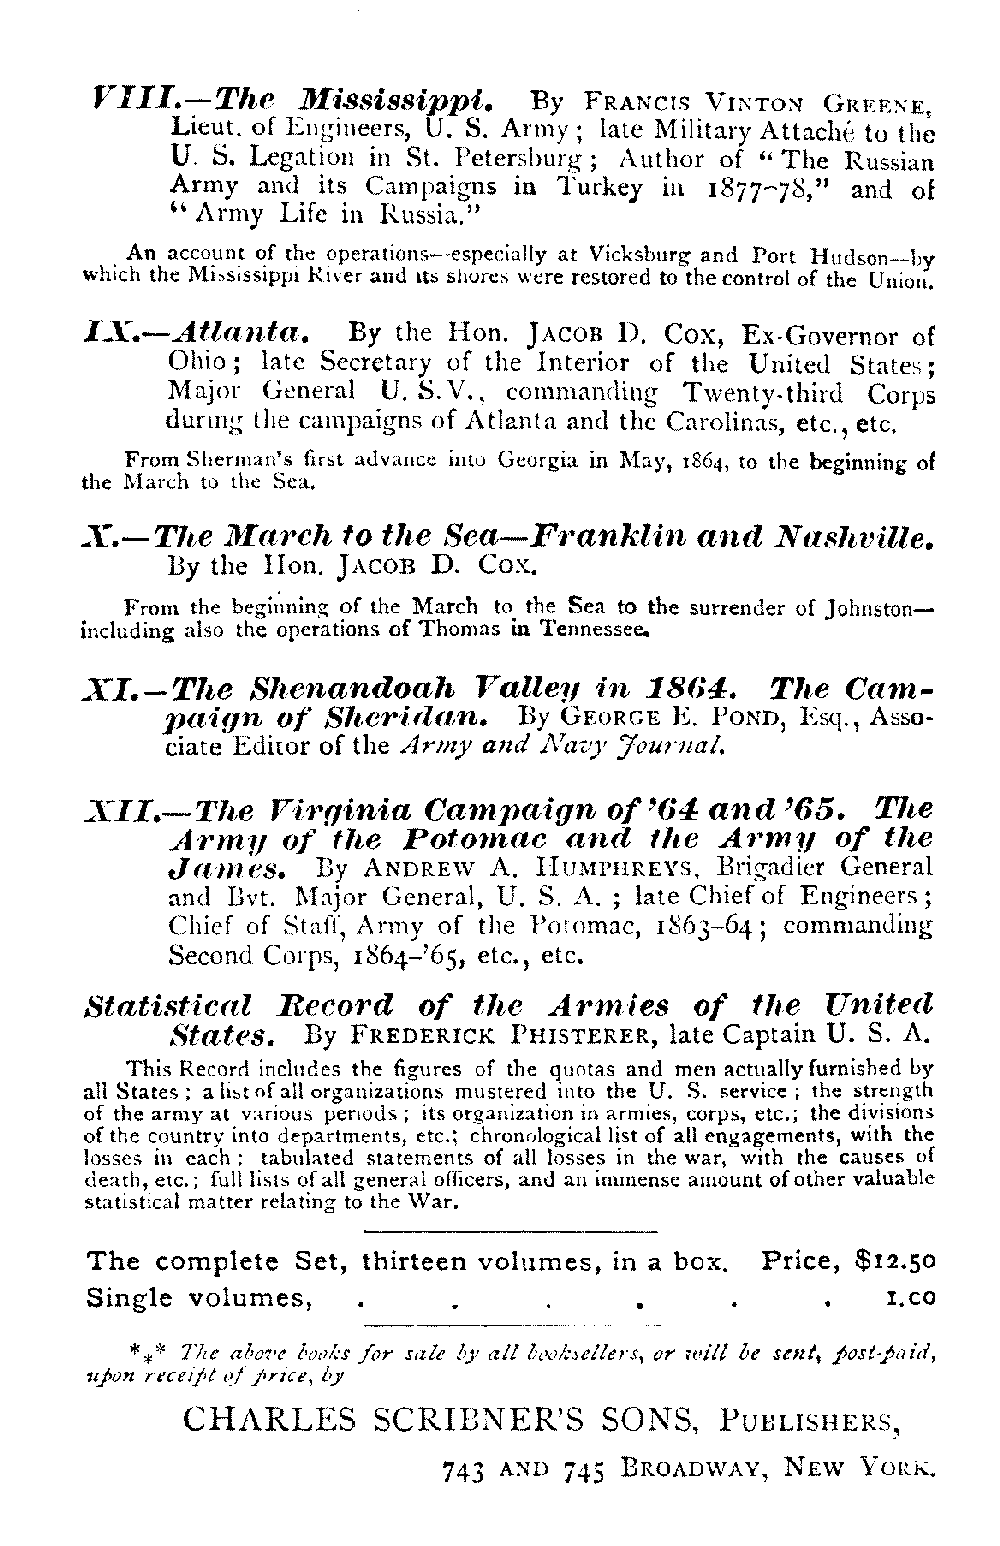 VIII.—The Mississippi. By FRANCIS VINTON GREENE,
Lieut. of Engineers, U. S. Army; late Military Attaché to the
U. S. Legation in St. Petersburg; Author of “The Russian
Army and its Campaigns in Turkey in 1877-78,” and of
“Army Life in Russia.”
An account of the operations—especially at Vicksburg and Port Hudson—by
which the Mississippi River and its shores were restored to the control of the Union.
IX.—Atlanta. By the Hon. JACOB D. COX, Ex-Governor of
Ohio; late Secretary of the Interior of the United States;
Major General U. S. V., commanding Twenty-third Corps
during the campaigns of Atlanta and the Carolinas, etc., etc.
From Sherman's first advance into Georgia in May, 1864, to the beginning of
the March to the Sea.
X.—The March to the Sea—Franklin and Nashville.
By the Hon. JACOB D. COX.
From the beginning of the March to the Sea to the surrender of Johnston—
including also the operations of Thomas in Tennessee.
XI.—The Shenandoah Valley in 1864. The Cam-
paign of Sheridan. By GEORGE E. POND, Esq., Asso-
ciate Editor of the Army and Navy Journal.
XII.—The Virginia Campaign of '64 and '65. The
Army of the Potomac and the Army of the
James. By ANDREW A. HUMPHREYS, Brigadier General
and Bvt. Major General, U. S. A.; late Chief of Engineers;
Chief of Staff, Army of the Potomac, 1863-64; commanding
Second Corps, 1864-'65, etc., etc.
Statistical Record of the Armies of the United
States. By FREDERICK PHISTERER, late Captain U. S. A.
This Record includes the figures of the quotas and men actually furnished by
all States; a list of all organizations mustered into the U. S. service; the strength
of the army at various periods; its organization in armies, corps, etc.; the divisions
of the country into departments, etc.; chronological list of all engagements, with the
losses in each; tabulated statements of all losses in the war, with the causes of
death, etc.; full lists of all general officers, and an immense amount of other valuable
statistical matter relating to the War.
The complete Set, thirteen volumes, in a box. Price, $12.50
Single volumes, . . . . . . 1.00
*** The above books for sale by all booksellers, or will be sent, post-paid,
upon receipt of price, by
CHARLES SCRIBNER'S SONS, PUBLISHERS,
743 AND 745 BROADWAY, NEW YORK.